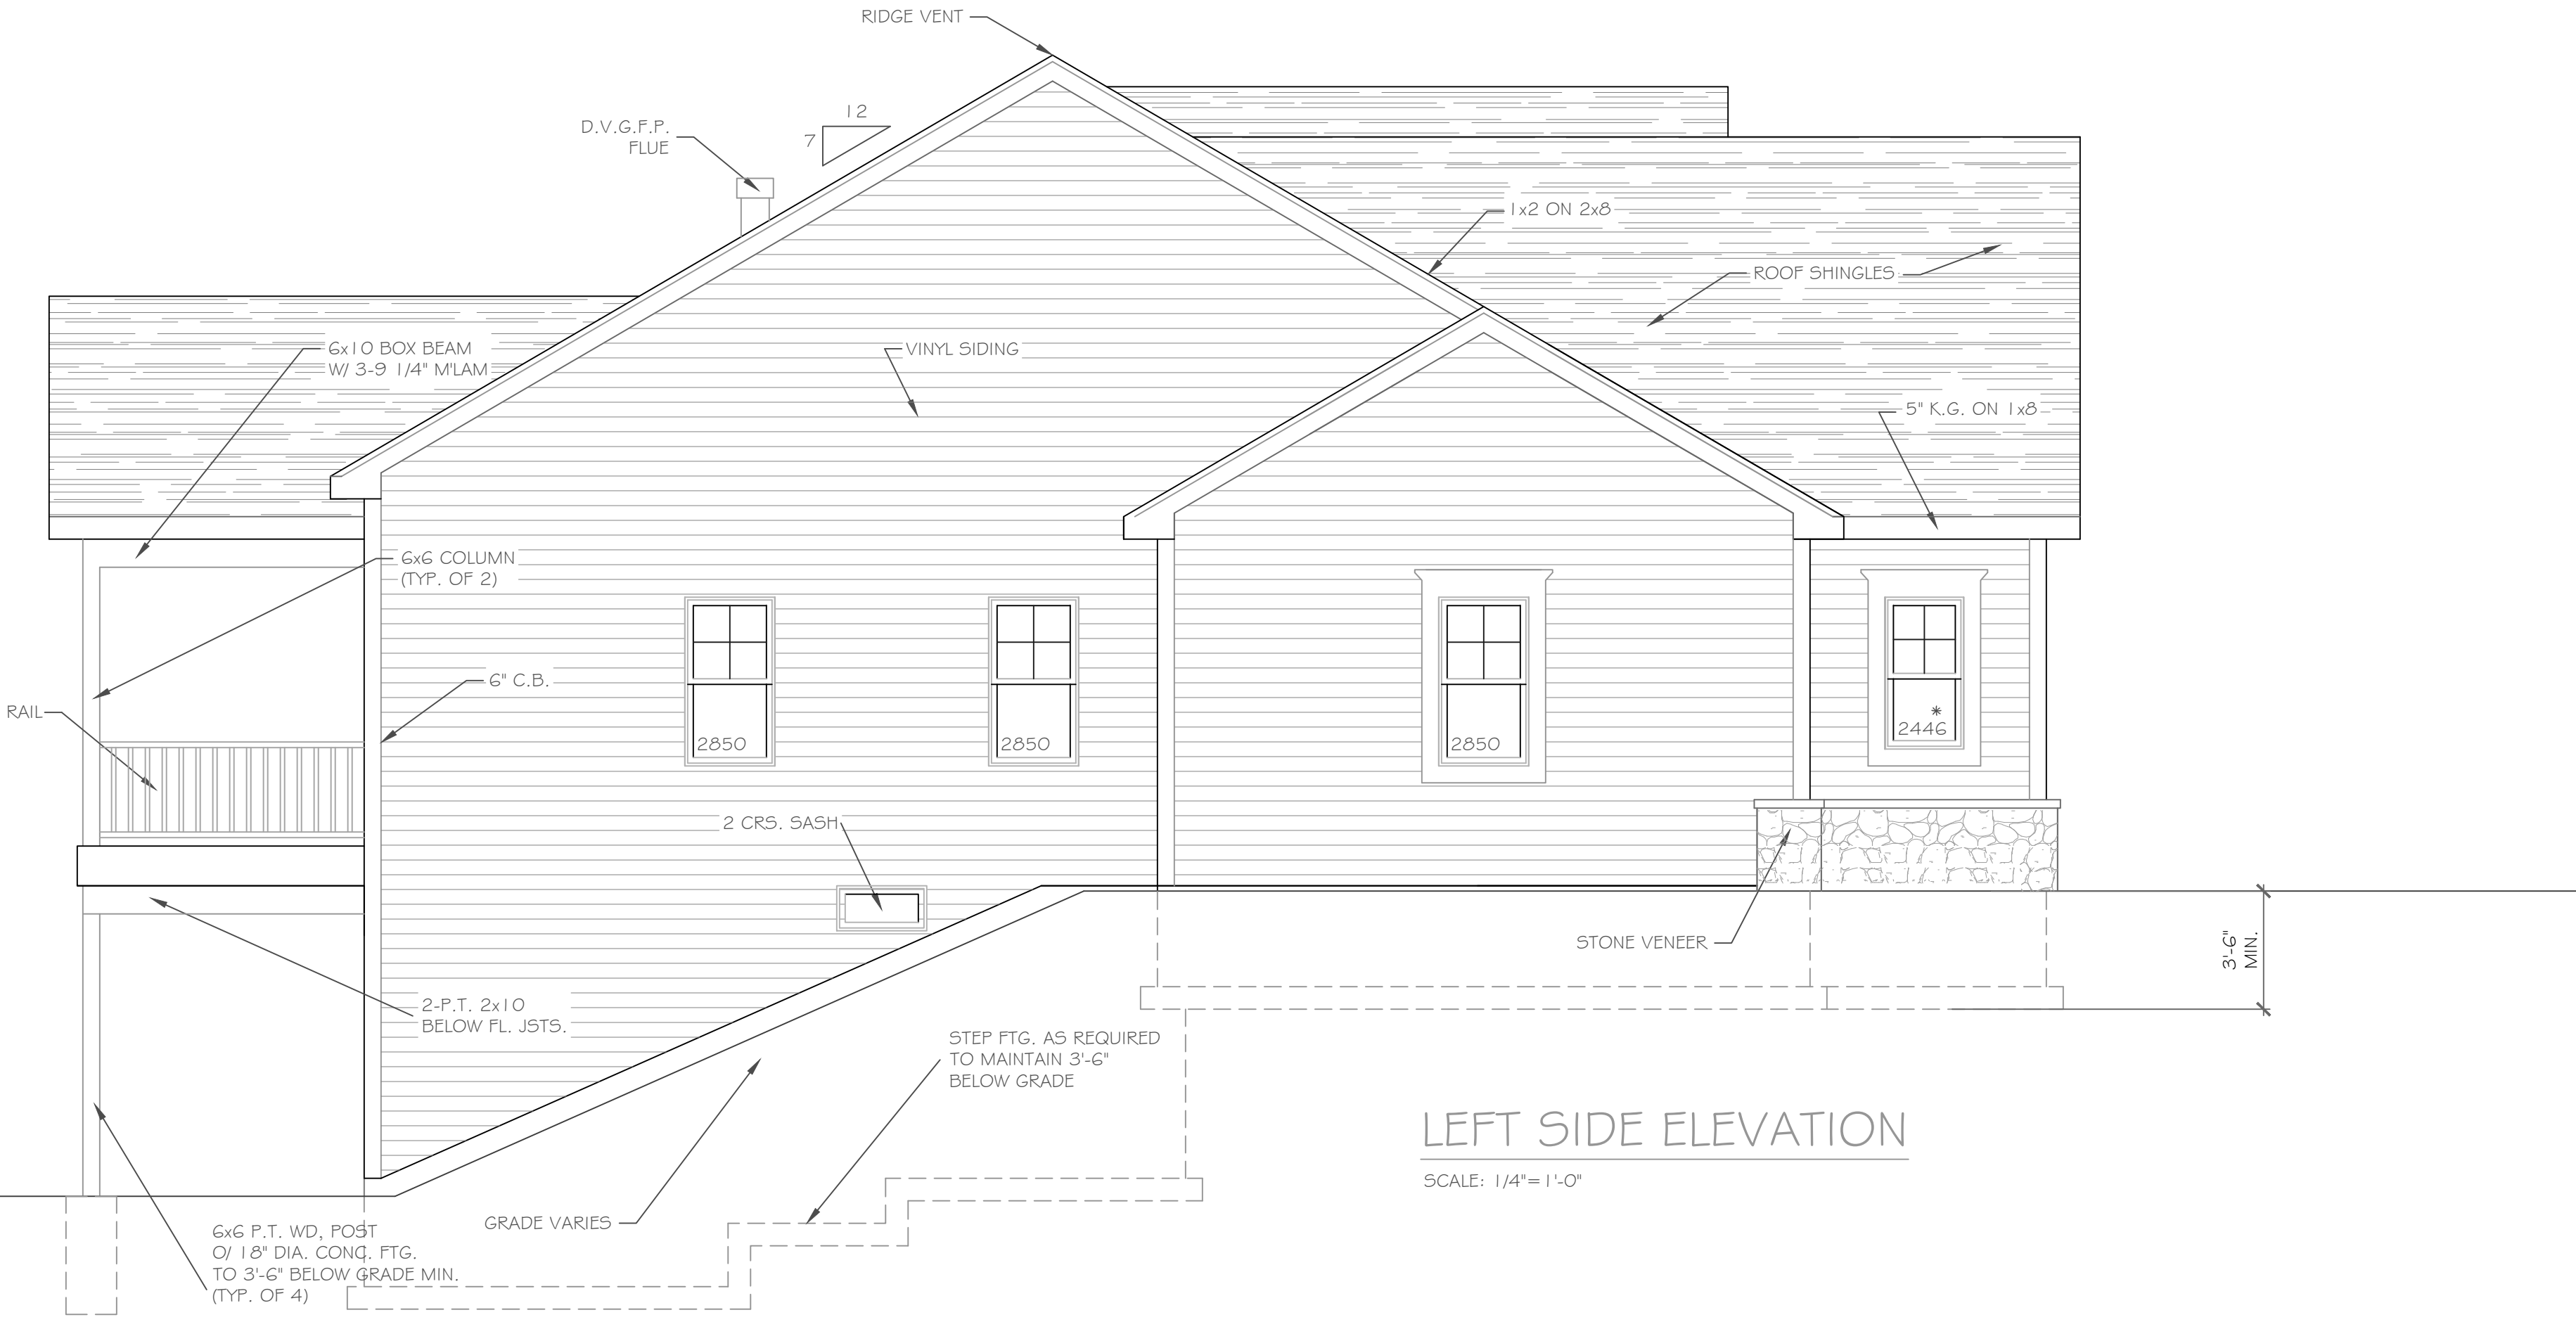 RIDGE VENT
12
7
D.V.G.F.P.
FLUE
1x2 ON 2x8
ROOF SHINGLES
6x10 BOX BEAM
W/ 3-9 1/4" M'LAM
VINYL SIDING
5" K.G. ON 1x8
6x6 COLUMN
(TYP. OF 2)
6" C.B.
RAIL
2850
2850
2850
*
2446
2 CRS. SASH
STONE VENEER
3'-6"
MIN.
2-P.T. 2x10
BELOW FL. JSTS.
STEP FTG. AS REQUIRED
TO MAINTAIN 3'-6"
BELOW GRADE
LEFT SIDE ELEVATION
SCALE: 1/4"=1'-0"
GRADE VARIES
6x6 P.T. WD, POST
O/ 18" DIA. CONC. FTG.
TO 3'-6" BELOW GRADE MIN.
(TYP. OF 4)